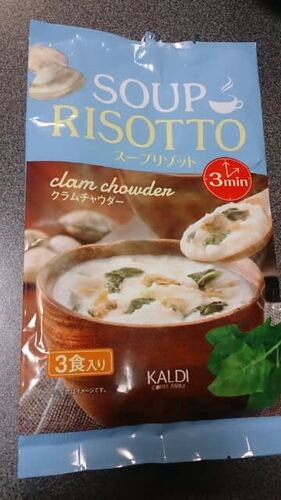 SOUP
RISOTTO
スープリゾット
clam chowder
クラムチャウダー
3min
3食入り
KALDI
COFFEE FARM